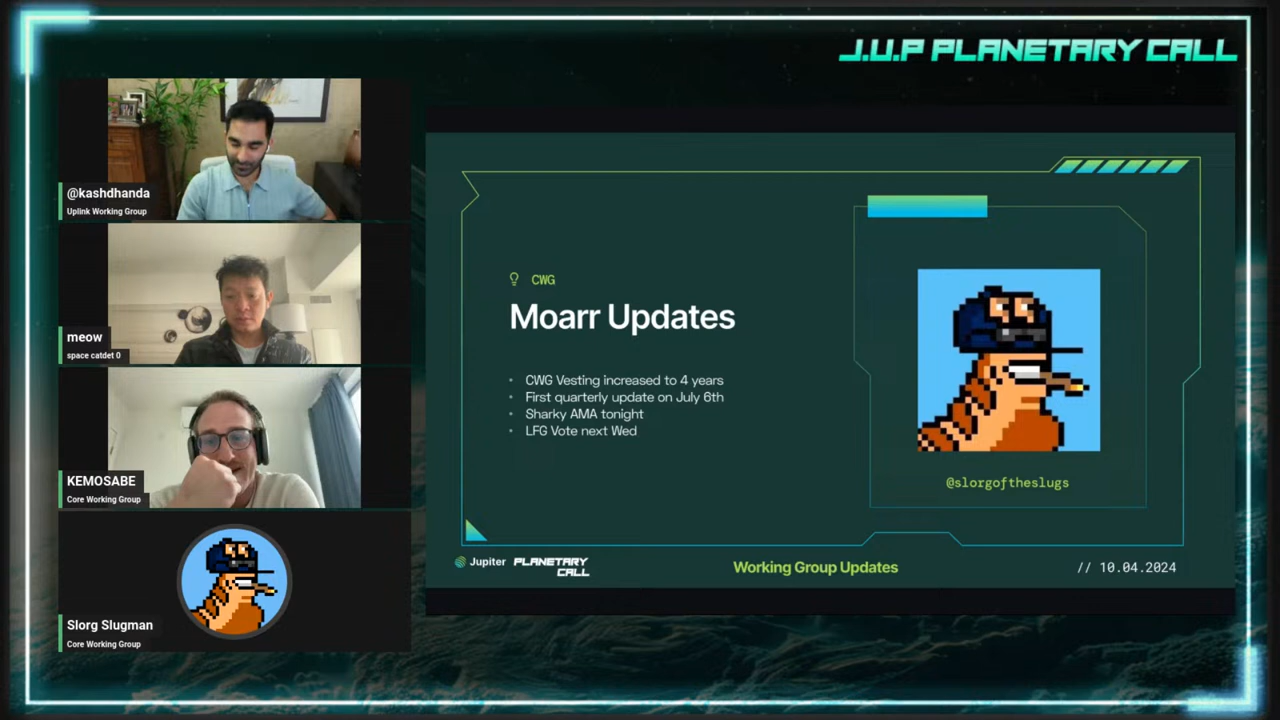 J.U.P PLANETARY CALL
@kashdhanda
Uplink Working Group
meow
space catdet 0
KEMOSABE
Core Working Group
Slorg Slugman
Core Working Group
CWG
Moarr Updates
• CWG Vesting increased to 4 years
• First quarterly update on July 6th
• Sharky AMA tonight
• LFG Vote next Wed
@slorgoftheslugs
Jupiter PLANETARY CALL
Working Group Updates
// 10.04.2024